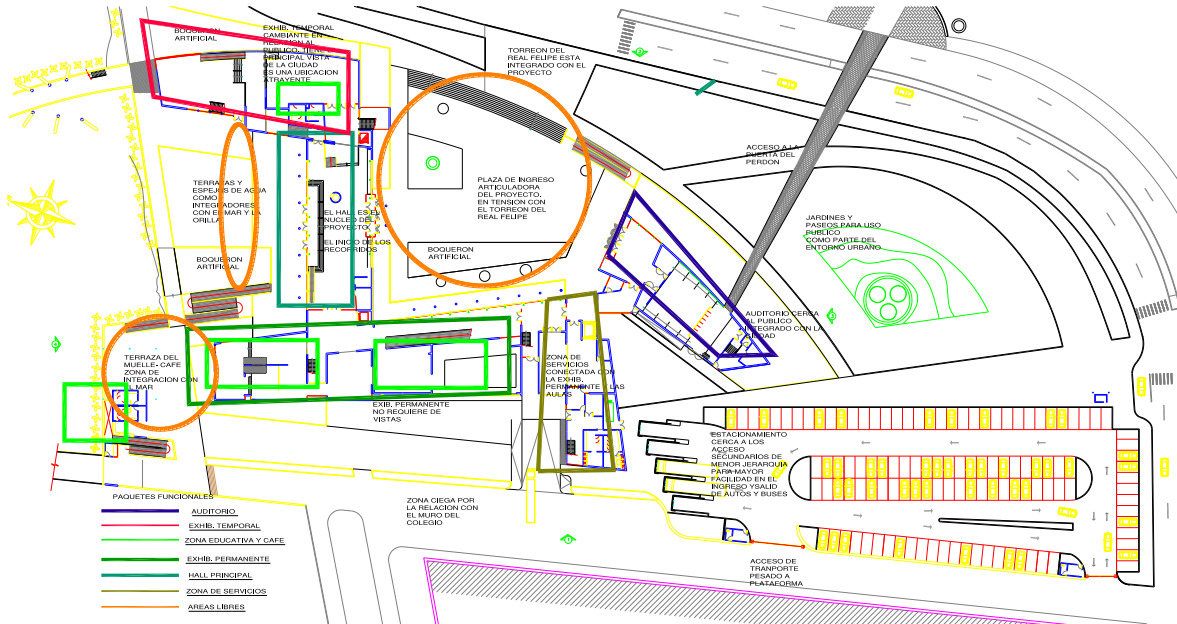 BOQUERON
ARTIFICIAL
EXHIB. TEMPORAL
CAMBIANTE EN
RELACION AL
PUBLICO, TIENE
PRINCIPAL VISTA
DE LA CIUDAD
ES UNA UBICACION
ATRAYENTE
TORREON DEL
REAL FELIPE ESTA
INTEGRADO CON EL
PROYECTO
ACCESO A LA
PUERTA DEL
PERDON
TERRAZAS Y
ESPEJOS DE AGUA
COMO
INTEGRADORES
CON EL MAR Y LA
ORILLA
PLAZA DE INGRESO
ARTICULADORA
DEL PROYECTO.
EN TENSION CON
EL TORREON DEL
REAL FELIPE
EL HALL ES EL
NUCLEO DEL
PROYECTO
EL INICIO DE LOS
RECORRIDOS
JARDINES Y
PASEOS PARA USO
PUBLICO
COMO PARTE DEL
ENTORNO URBANO
BOQUERON
ARTIFICIAL
BOQUERON
ARTIFICIAL
AUDITORIO CERCA
AL PUBLICO
INTEGRADO CON LA
CIUDAD
TERRAZA DEL
MUELLE- CAFE
ZONA DE
INTEGRACION CON
EL MAR
ZONA DE
SERVICIOS
CONECTADA CON
LA EXHIB.
PERMANENTE Y LAS
AULAS
EXIB, PERMANENTE
NO REQUIERE DE
VISTAS
ESTACIONAMIENTO
CERCA A LOS
ACCESO
SECUNDARIOS DE
MENOR JERARQUIA
PARA MAYOR
FACILIDAD EN EL
INGRESO YSALID
DE AUTOS Y BUSES
ZONA CIEGA POR
LA RELACION CON
EL MURO DEL
COLEGIO
ACCESO DE
TRANPORTE
PESADO A
PLATAFORMA
PAQUETES FUNCIONALES
AUDITORIO
EXHIB. TEMPORAL
ZONA EDUCATIVA Y CAFE
EXHIB. PERMANENTE
HALL PRINCIPAL
ZONA DE SERVICIOS
AREAS LIBRES